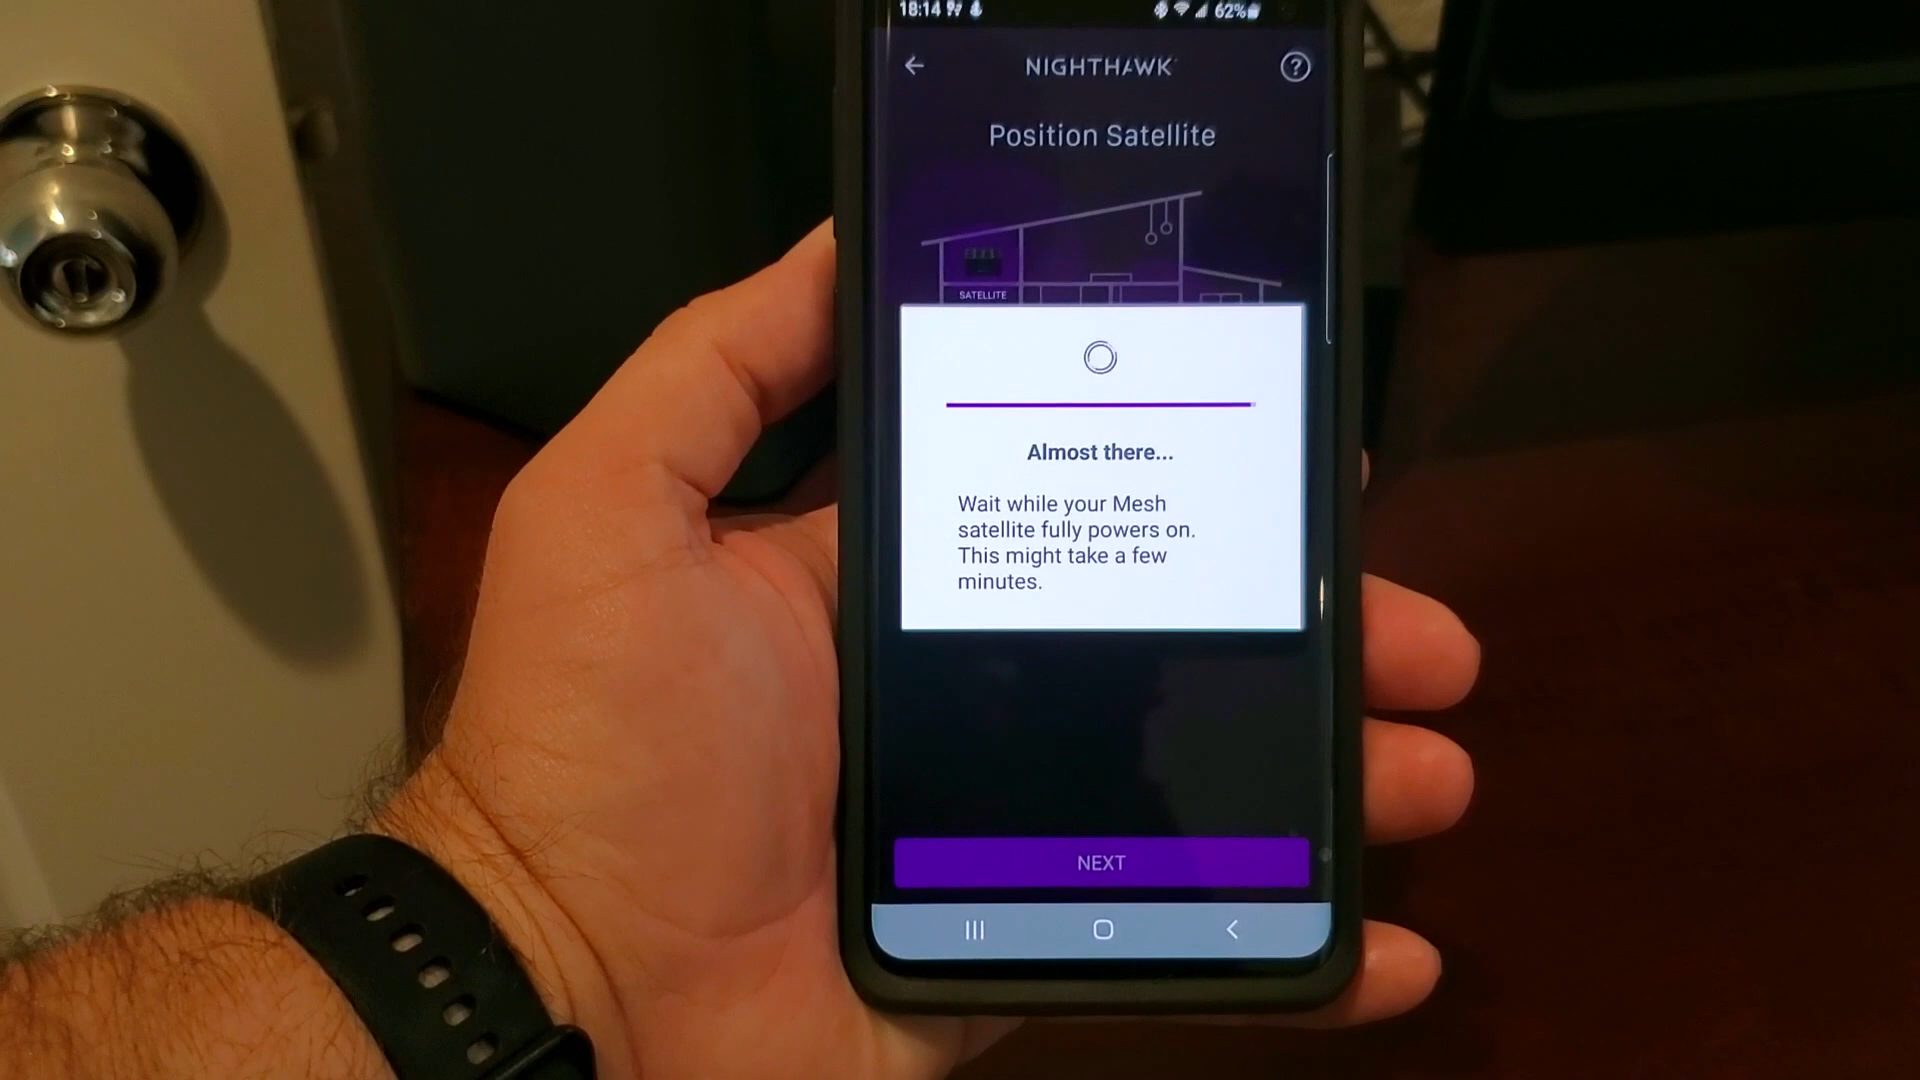 18:14 62%
NIGHTHAWK
Position Satellite
SATELLITE
Almost there...
Wait while your Mesh
satellite fully powers on.
This might take a few
minutes.
NEXT